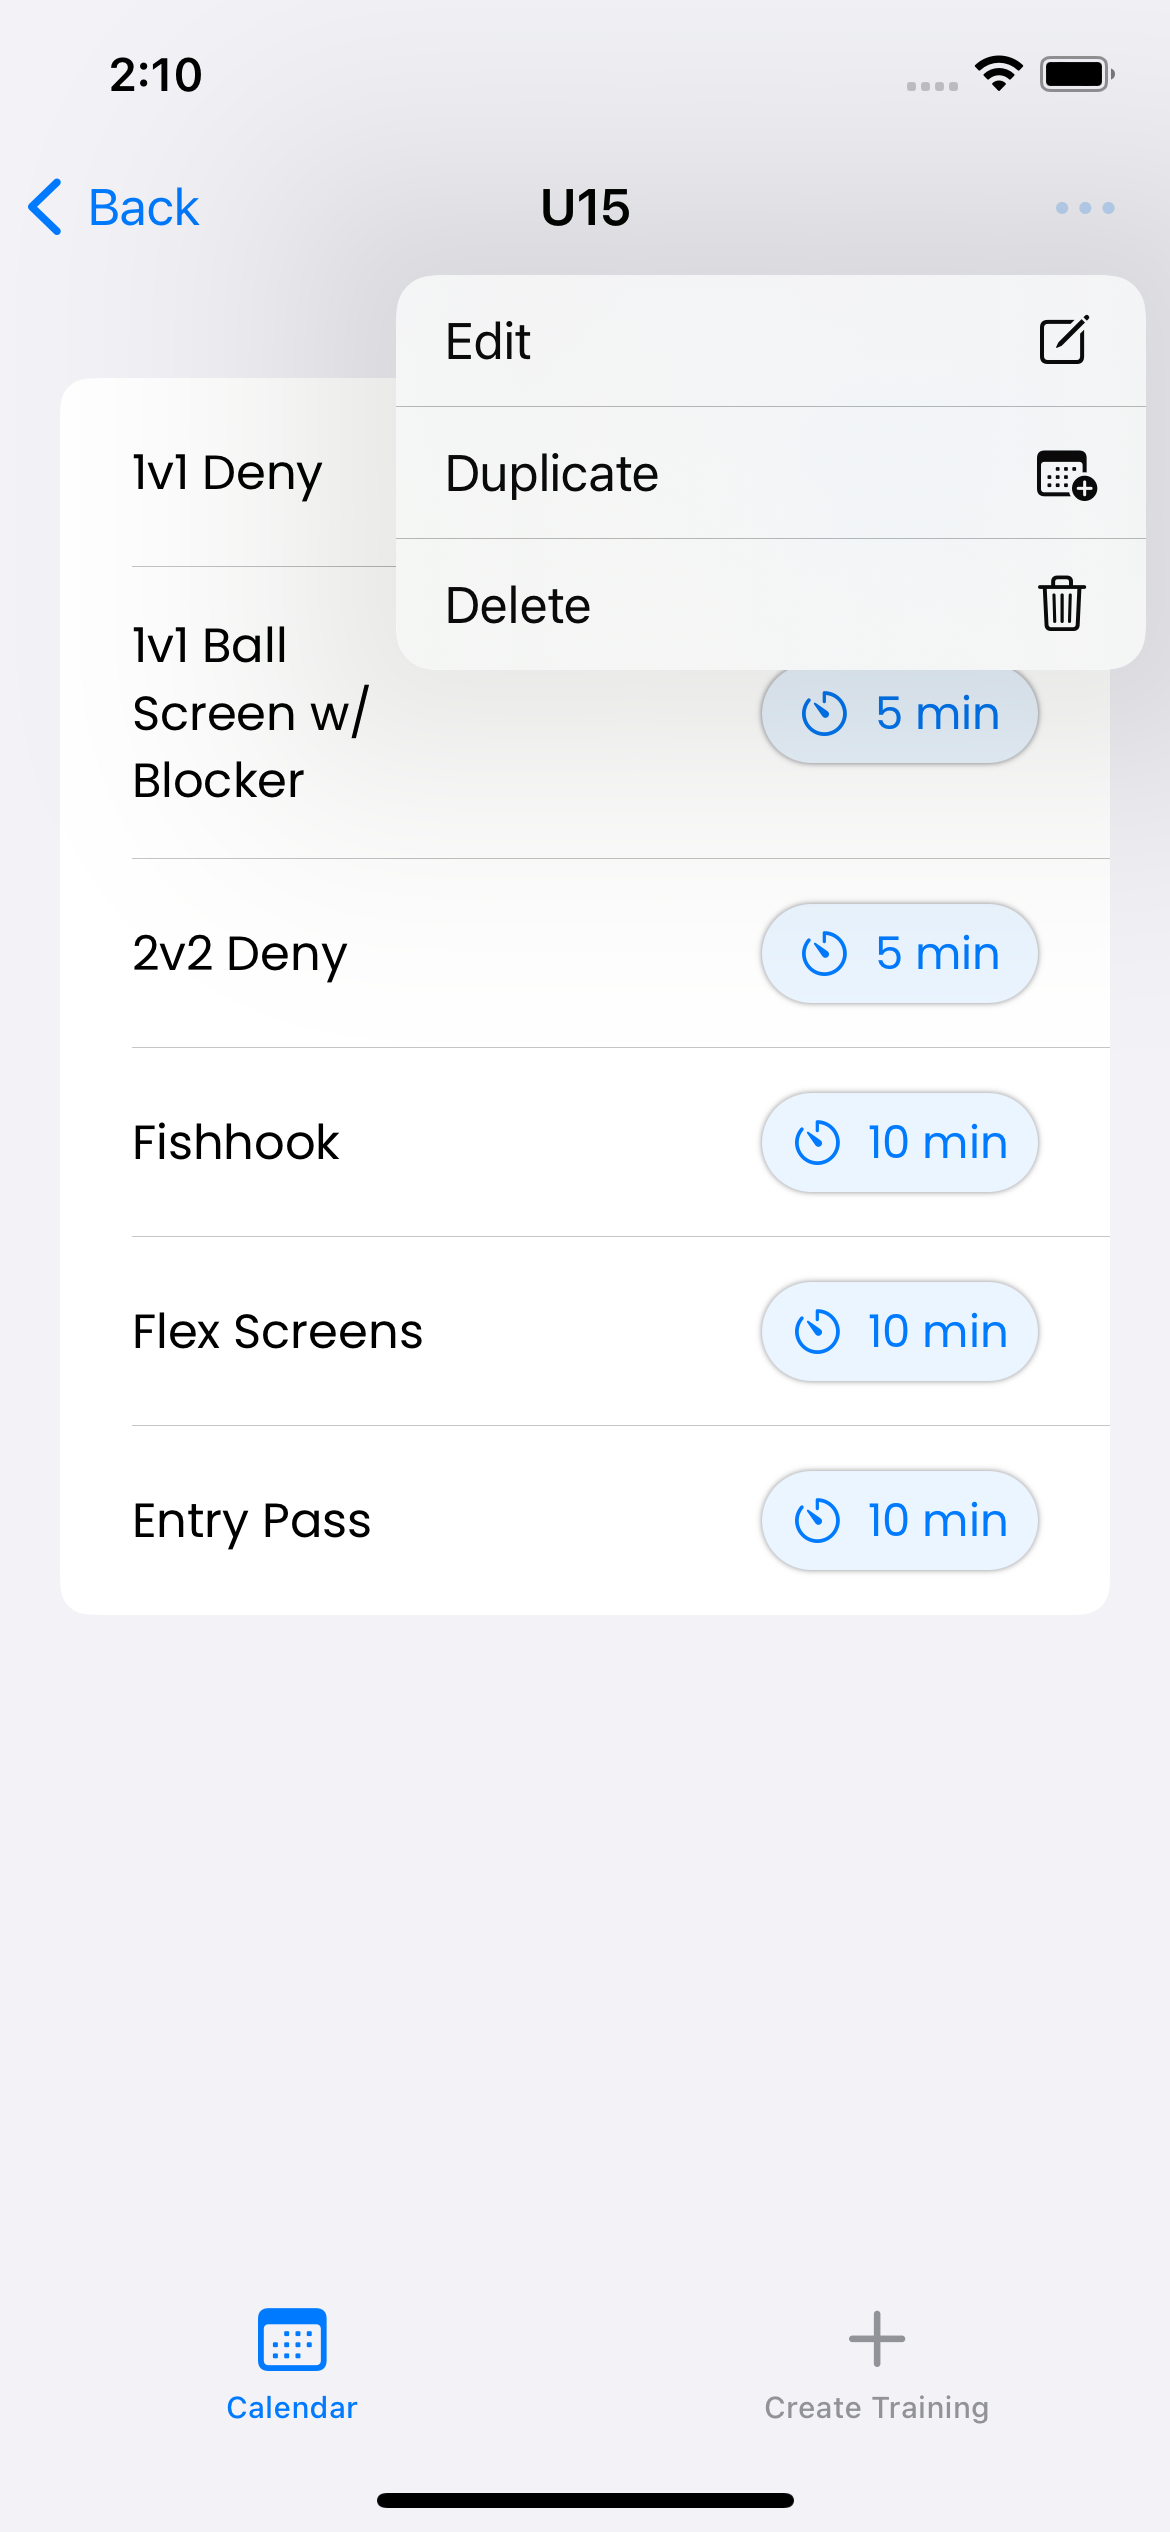 2:10
Back
U15
Edit
Duplicate
Delete
1v1 Deny
1v1 Ball
Screen w/
Blocker
5 min
2v2 Deny
5 min
Fishhook
10 min
Flex Screens
10 min
Entry Pass
10 min
Calendar
Create Training